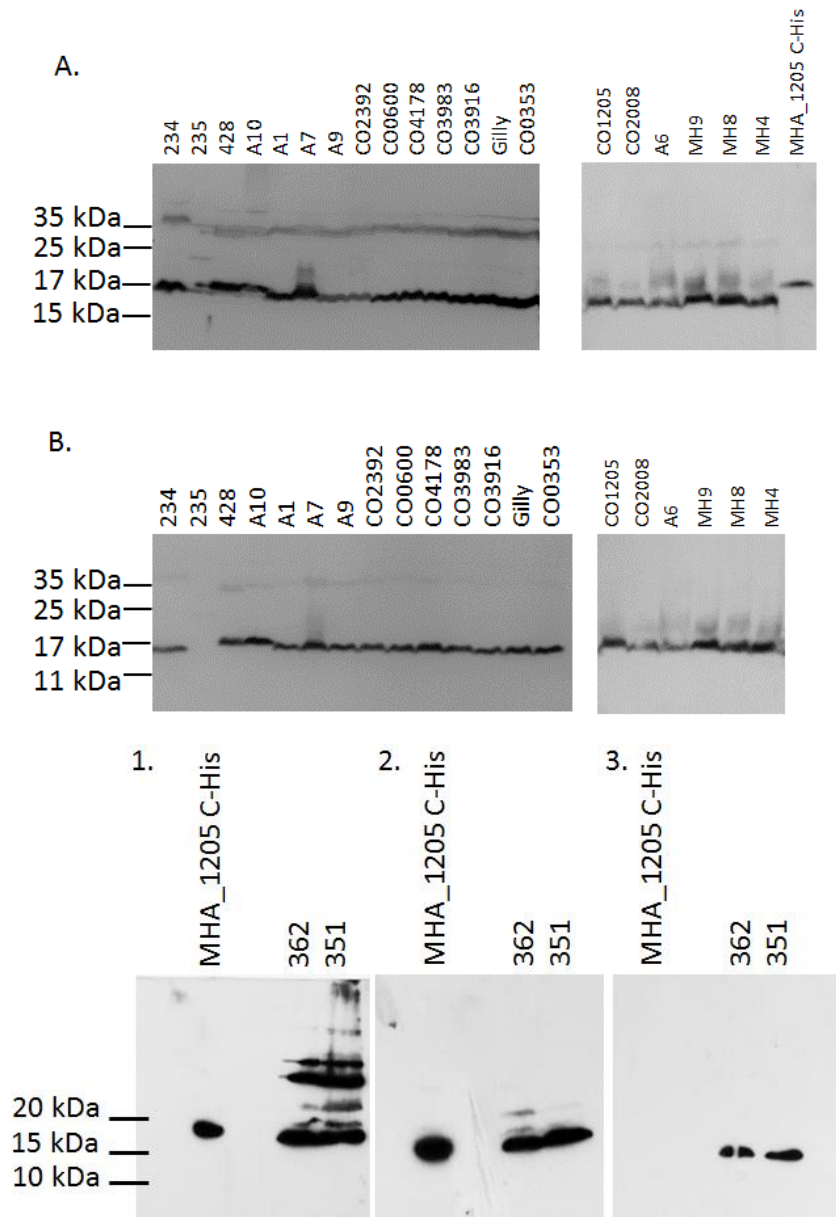 A.
234
235
428
A10
A1
A7
A9
CO2392
CO0600
CO4178
CO3983
CO3916
Gilly
CO0353
CO1205
CO2008
A6
MH9
MH8
MH4
MHA_1205 C-His
35 kDa
25 kDa
17 kDa
15 kDa
B.
234
235
428
A10
A1
A7
A9
CO2392
CO0600
CO4178
CO3983
CO3916
Gilly
CO0353
CO1205
CO2008
A6
MH9
MH8
MH4
35 kDa
25 kDa
17 kDa
11 kDa
1.
MHA_1205 C-His
362
351
2.
MHA_1205 C-His
362
351
3.
MHA_1205 C-His
362
351
20 kDa
15 kDa
10 kDa